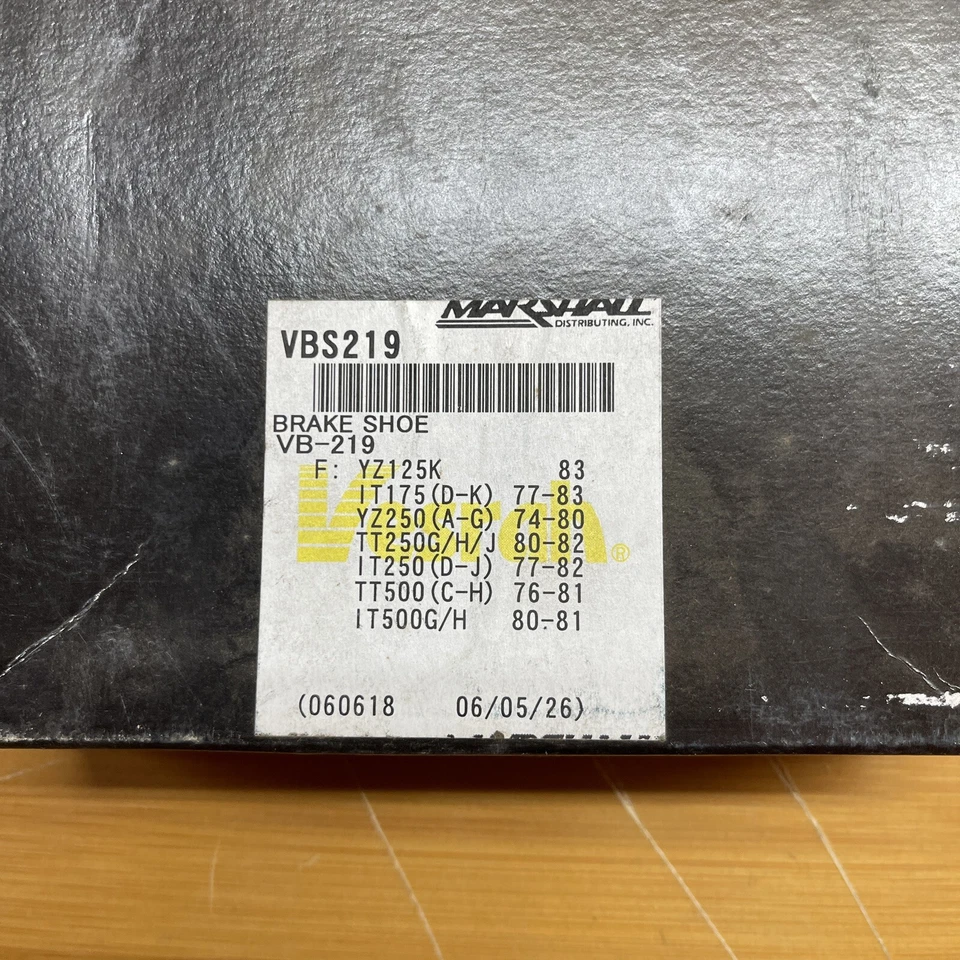 MARSHALL
DISTRIBUTING, INC.
VBS219
BRAKE SHOE
VB-219
F: YZ125K 83
IT175(D-K) 77-83
YZ250(A-G) 74-80
TT250G/H/J 80-82
IT250(D-J) 77-82
TT500(C-H) 76-81
IT500G/H 80-81
(060618 06/05/26)
MARSHALL